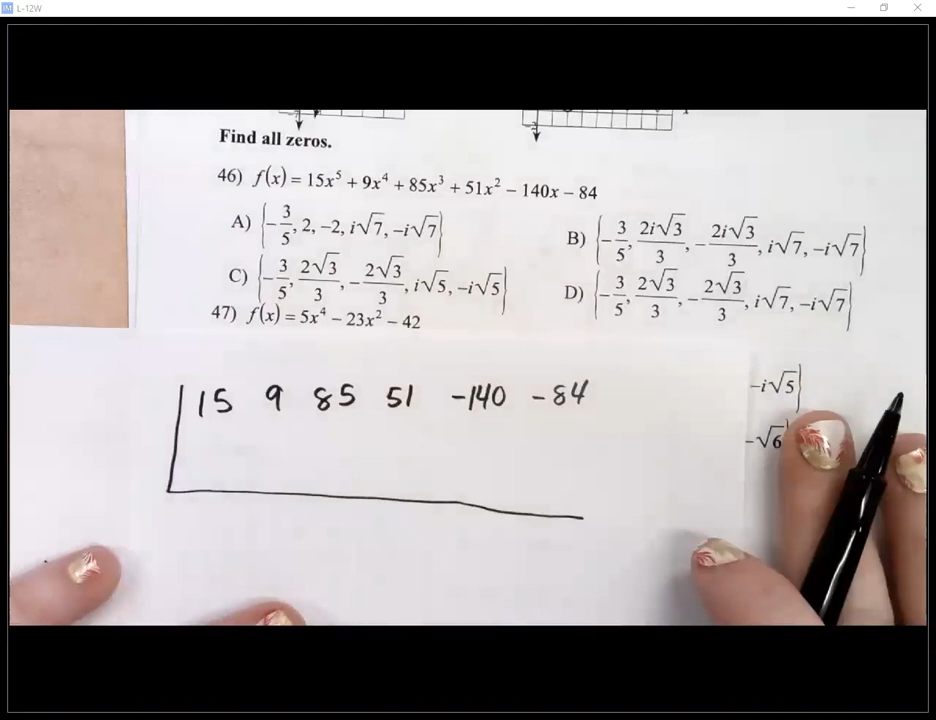 L-12W
Find all zeros.
46) f(x) = 15x⁵ + 9x⁴ + 85x³ + 51x² − 140x − 84
A) {−3/5, 2, −2, i√7, −i√7}
B) {−3/5, 2i√3/3, −2i√3/3, i√7, −i√7}
C) {−3/5, 2√3/3, −2√3/3, i√5, −i√5}
D) {−3/5, 2√3/3, −2√3/3, i√7, −i√7}
47) f(x) = 5x⁴ − 23x² − 42
−i√5}
−√6
15 9 85 51 -140 -84